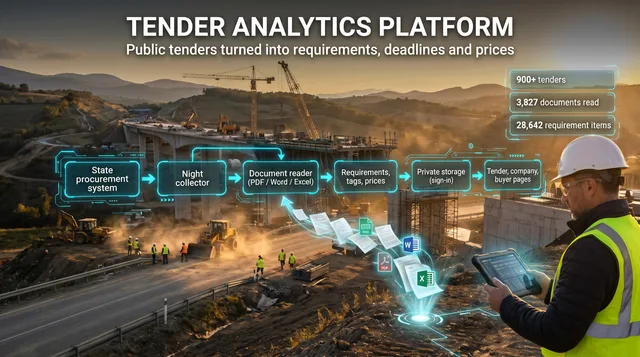 TENDER ANALYTICS PLATFORM
Public tenders turned into requirements, deadlines and prices
900+ tenders
3,827 documents read
28,642 requirement items
State
procurement
system
Night
collector
Document reader
(PDF / Word / Excel)
Requirements,
tags, prices
Private storage
(sign-in)
Tender, company,
buyer pages
W
X